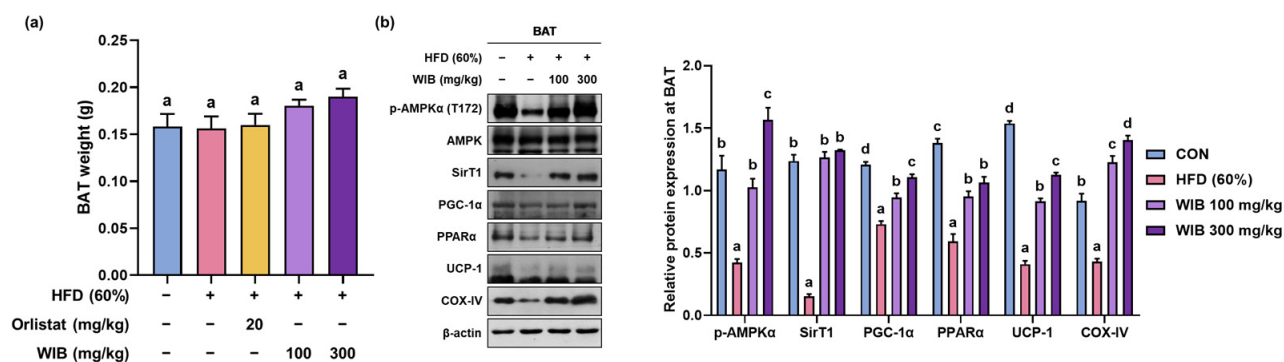 (a)
BAT weight (g)
0.25
0.20
0.15
0.10
0.05
0.00
a a a a a
HFD (60%) – + + + +
Orlistat (mg/kg) 20
WIB (mg/kg) 100 300
(b)
BAT
HFD (60%) – + + +
WIB (mg/kg) – – 100 300
p-AMPKα (T172)
AMPK
SirT1
PGC-1α
PPARα
UCP-1
COX-IV
β-actin
Relative protein expression at BAT
2.0
1.5
1.0
0.5
0.0
b a b c
b a b b
d a b c
c a b b
d a b c
b a c d
p-AMPKα SirT1 PGC-1α PPARα UCP-1 COX-IV
CON
HFD (60%)
WIB 100 mg/kg
WIB 300 mg/kg